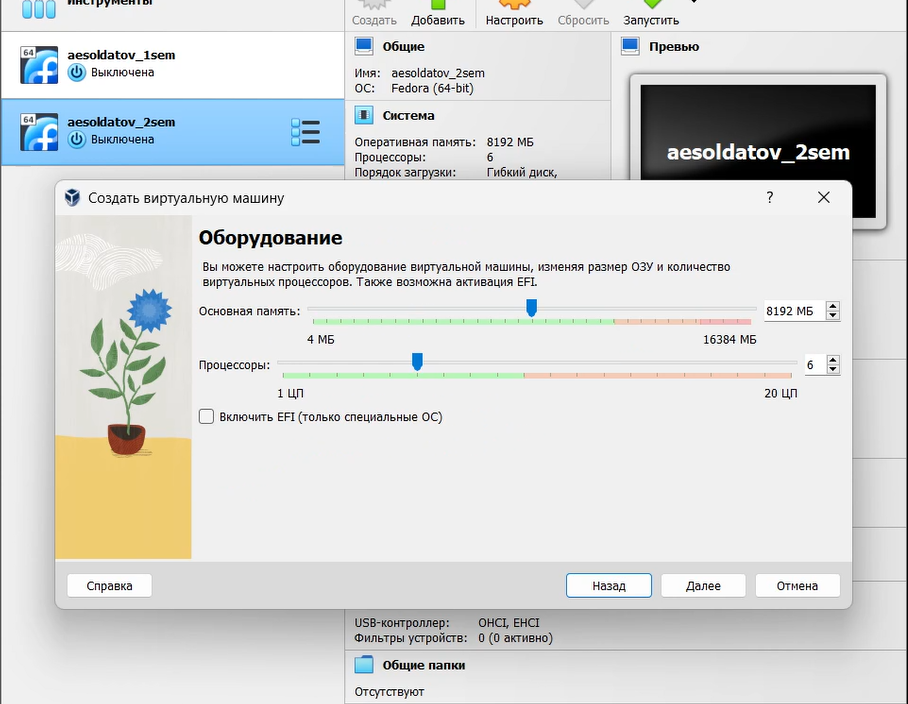 Инструменты
Создать
Добавить
Настроить
Сбросить
Запустить
64
aesoldatov_1sem
Выключена
64
aesoldatov_2sem
Выключена
Общие
Имя: aesoldatov_2sem
ОС: Fedora (64-bit)
Система
Оперативная память: 8192 МБ
Процессоры: 6
Порядок загрузки: Гибкий диск,
Превью
aesoldatov_2sem
Создать виртуальную машину
?
Оборудование
Вы можете настроить оборудование виртуальной машины, изменяя размер ОЗУ и количество
виртуальных процессоров. Также возможна активация EFI.
Основная память: 8192 МБ
4 МБ 16384 МБ
Процессоры: 6
1 ЦП 20 ЦП
Включить EFI (только специальные ОС)
Справка
Назад
Далее
Отмена
USB-контроллер: OHCI, EHCI
Фильтры устройств: 0 (0 активно)
Общие папки
Отсутствуют